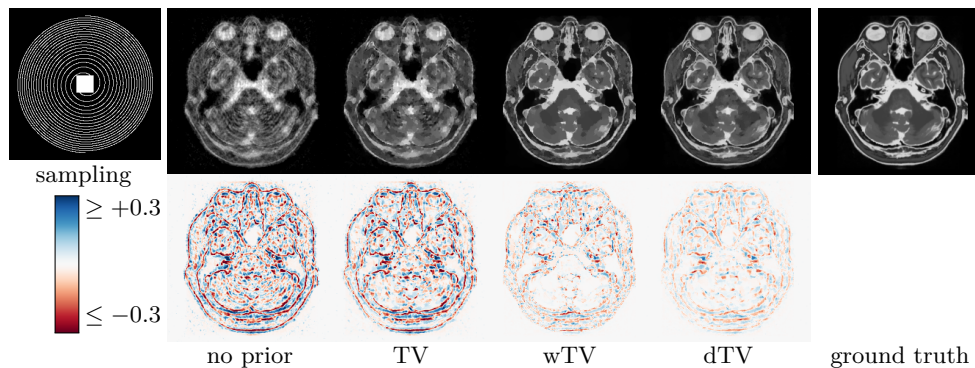 sampling
≥ +0.3
≤ −0.3
no prior
TV
wTV
dTV
ground truth